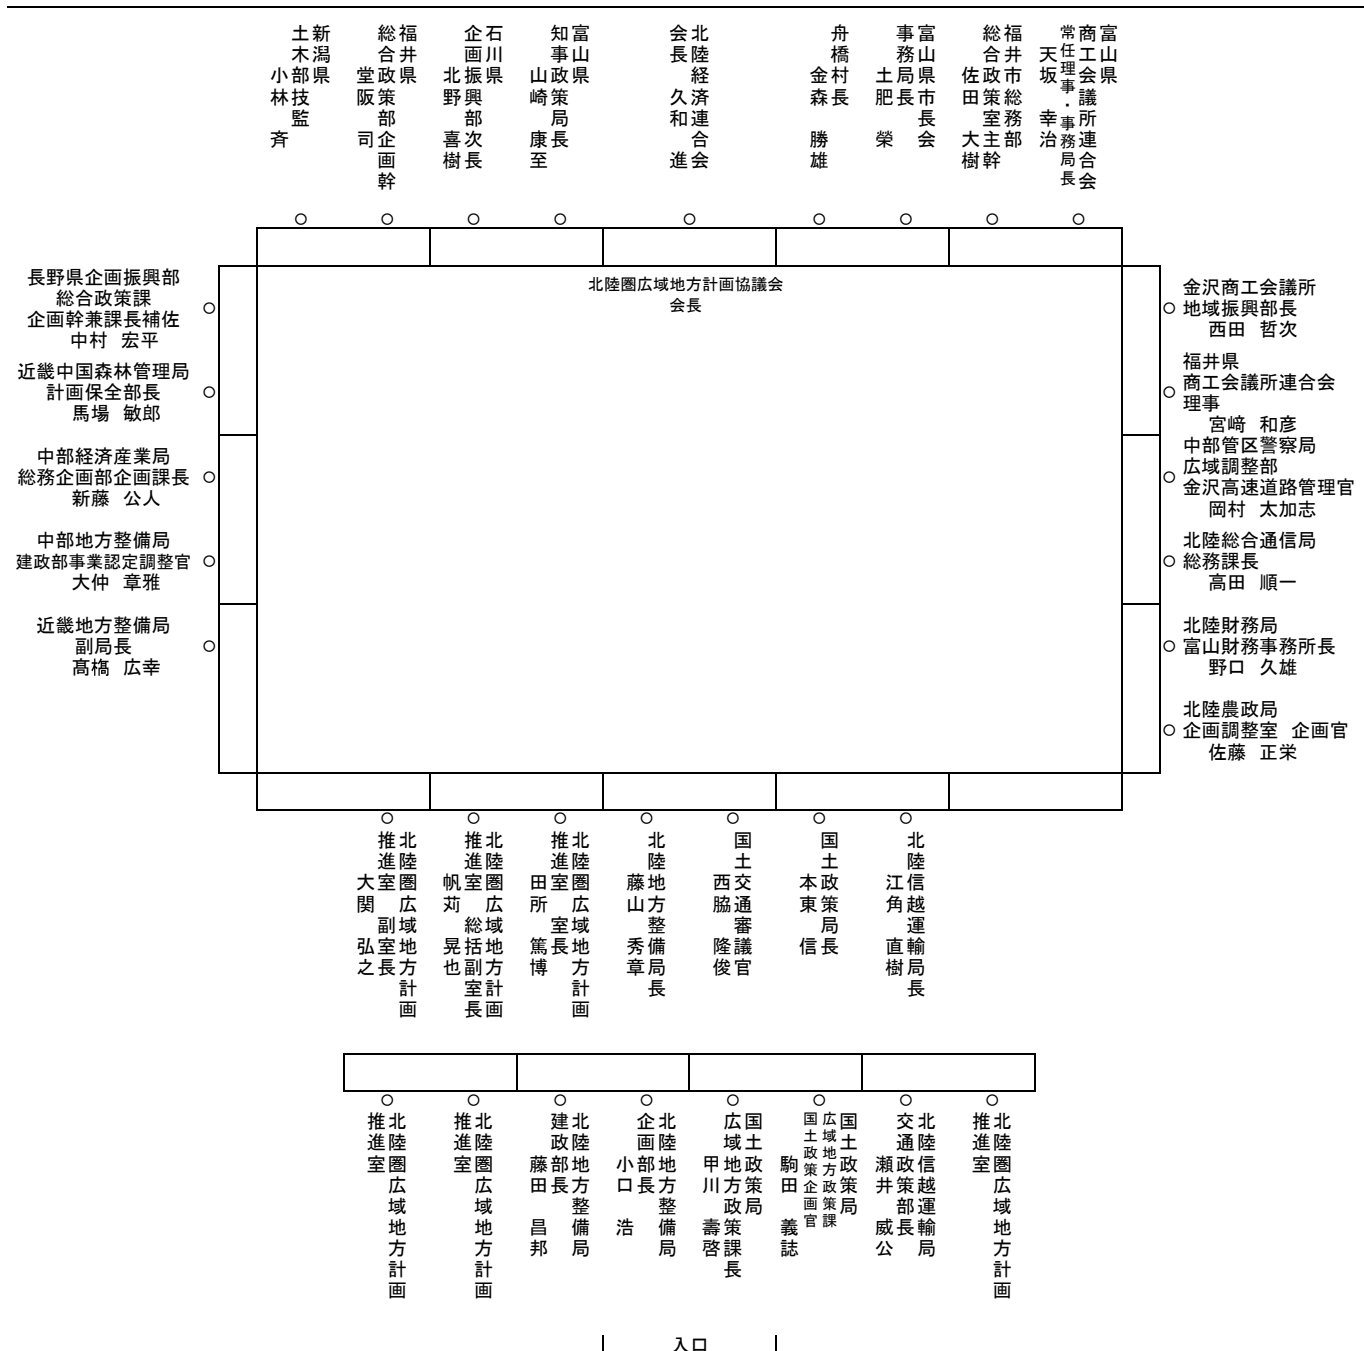 富山県
商工会議所連合会
常任理事・事務局長
天坂 幸治
福井市総務部
総合政策室主幹
佐田 大樹
富山県市長会
事務局長
土肥 榮
舟橋村長
金森 勝雄
北陸経済連合会
会長 久和 進
富山県
知事政策局長
山崎 康至
石川県
企画振興部次長
北野 喜樹
福井県
総合政策部企画幹
堂阪 司
新潟県
土木部技監
小林 斉
北陸圏広域地方計画協議会
会長
長野県企画振興部
総合政策課
企画幹兼課長補佐
中村 宏平
近畿中国森林管理局
計画保全部長
馬場 敏郎
中部経済産業局
総務企画部企画課長
新藤 公人
中部地方整備局
建政部事業認定調整官
大仲 章雅
近畿地方整備局
副局長
髙橋 広幸
金沢商工会議所
地域振興部長
西田 哲次
福井県
商工会議所連合会
理事
宮﨑 和彦
中部管区警察局
広域調整部
金沢高速道路管理官
岡村 太加志
北陸総合通信局
総務課長
高田 順一
北陸財務局
富山財務事務所長
野口 久雄
北陸農政局
企画調整室 企画官
佐藤 正栄
北陸信越運輸局長
江角 直樹
国土政策局長
本東 信
国土交通審議官
西脇 隆俊
北陸地方整備局長
藤山 秀章
北陸圏広域地方計画
推進室 室長
田所 篤博
北陸圏広域地方計画
推進室 総括副室長
帆苅 晃也
北陸圏広域地方計画
推進室 副室長
大関 弘之
北陸圏広域地方計画
推進室
北陸信越運輸局
交通政策部長
瀬井 威公
国土政策局
広域地方政策課
国土政策企画官
駒田 義誌
国土政策局
広域地方政策課長
甲川 壽啓
北陸地方整備局
企画部長
小口 浩
北陸地方整備局
建政部長
藤田 昌邦
北陸圏広域地方計画
推進室
北陸圏広域地方計画
推進室
入口